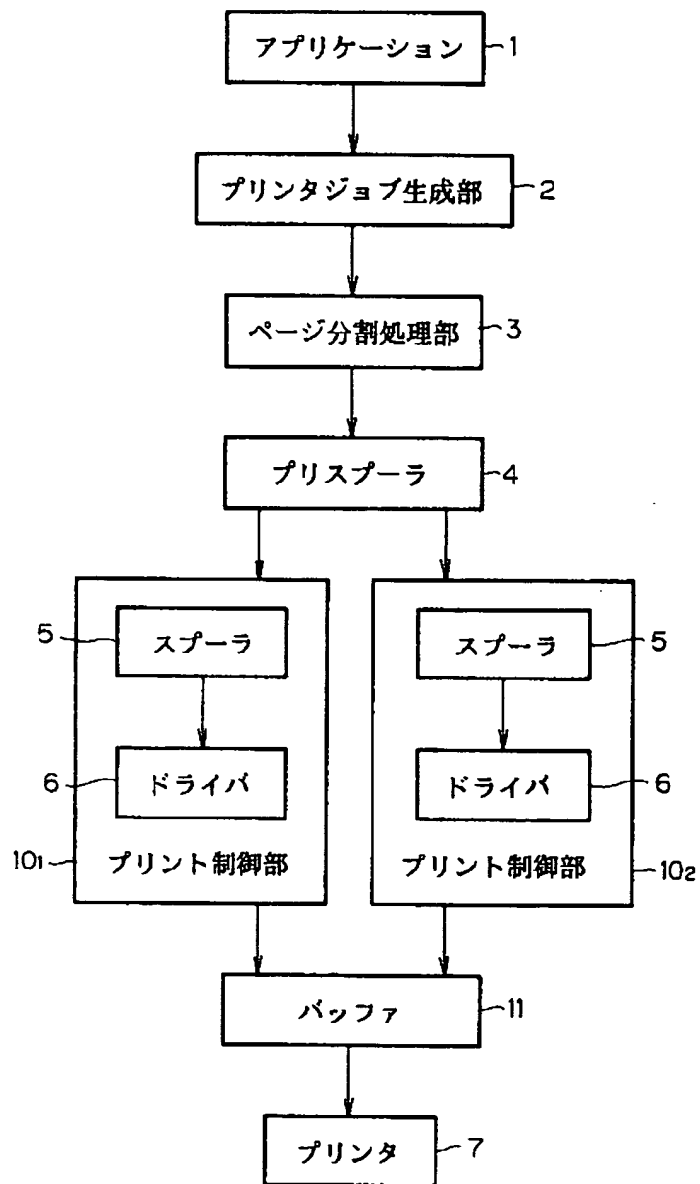 アプリケーション 1
プリンタジョブ生成部 2
ページ分割処理部 3
プリスプーラ 4
5 スプーラ
スプーラ 5
6 ドライバ
ドライバ 6
10₁ プリント制御部
プリント制御部 10₂
バッファ 11
プリンタ 7